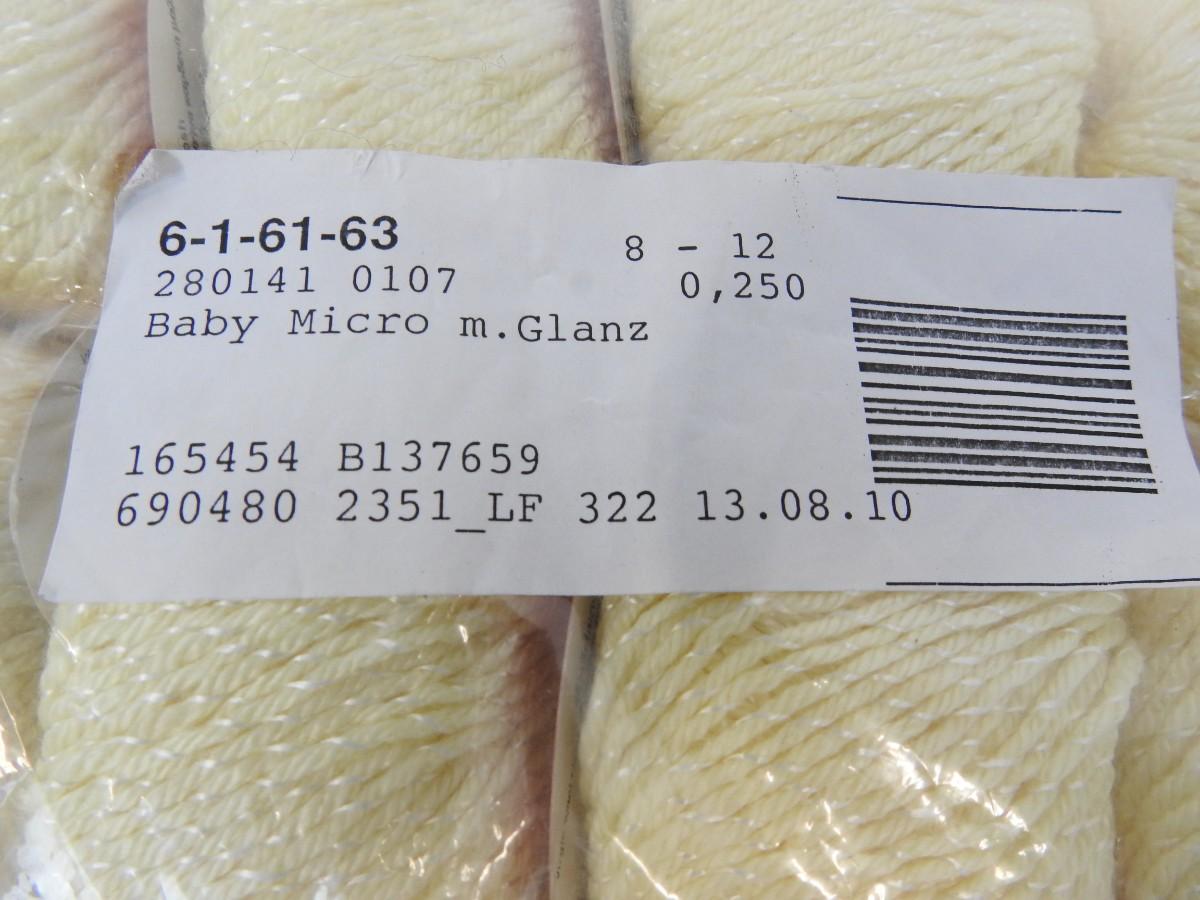 6-1-61-63 8 - 12
280141 0107 0,250
Baby Micro m.Glanz
165454 B137659
690480 2351_LF 322 13.08.10